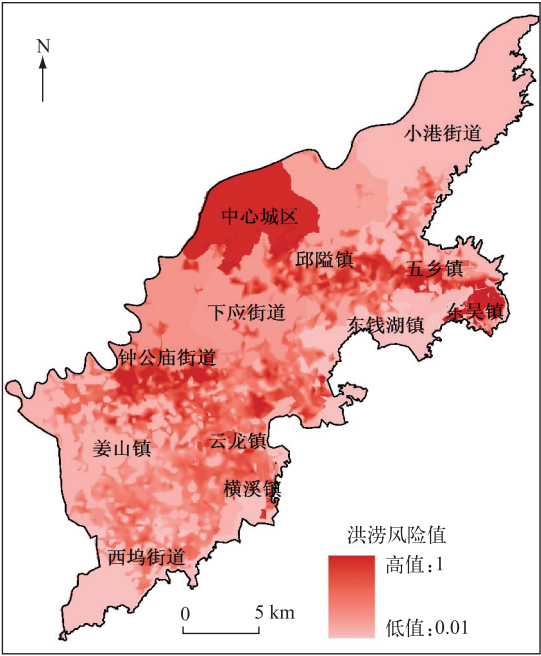 N
小港街道
中心城区
邱隘镇
五乡镇
下应街道
东钱湖镇
东吴镇
钟公庙街道
姜山镇
云龙镇
横溪镇
西坞街道
洪涝风险值
高值:1
低值:0.01
0 5 km